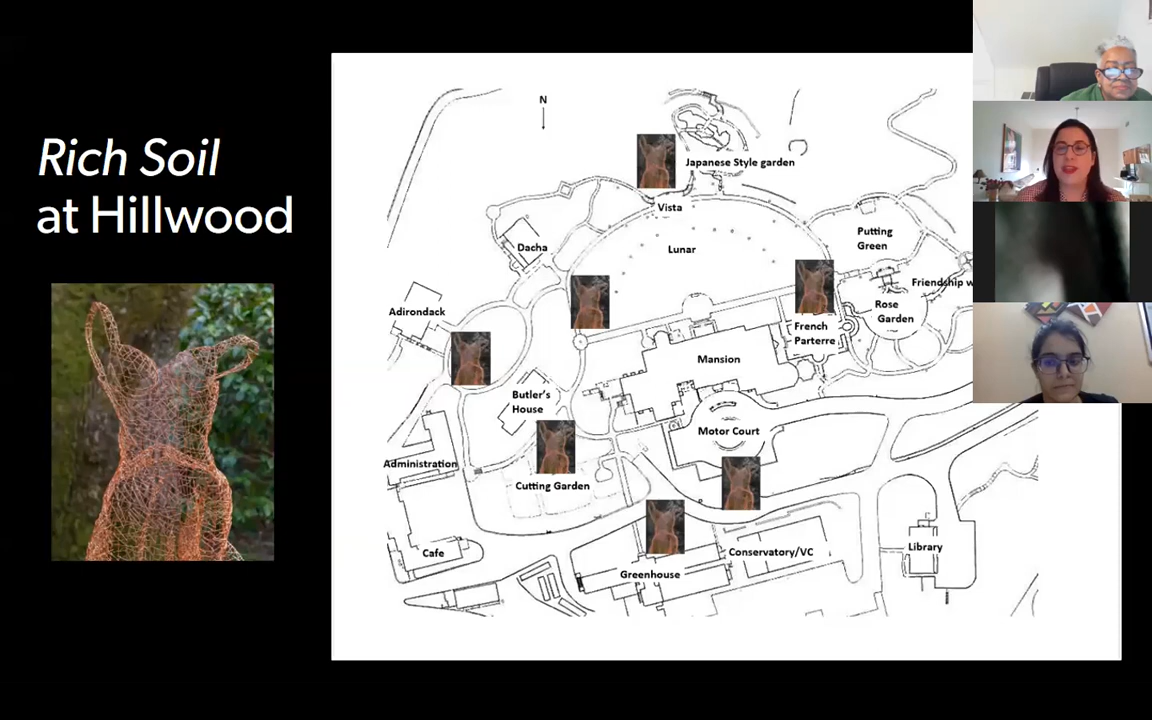 Rich Soil
at Hillwood
N
Japanese Style garden
Vista
Putting
Green
Dacha
Lunar
Friendship w
Adirondack
Rose
Garden
French
Parterre
Mansion
Butler's
House
Motor Court
Administration
Cutting Garden
Cafe
Conservatory/VC
Library
Greenhouse